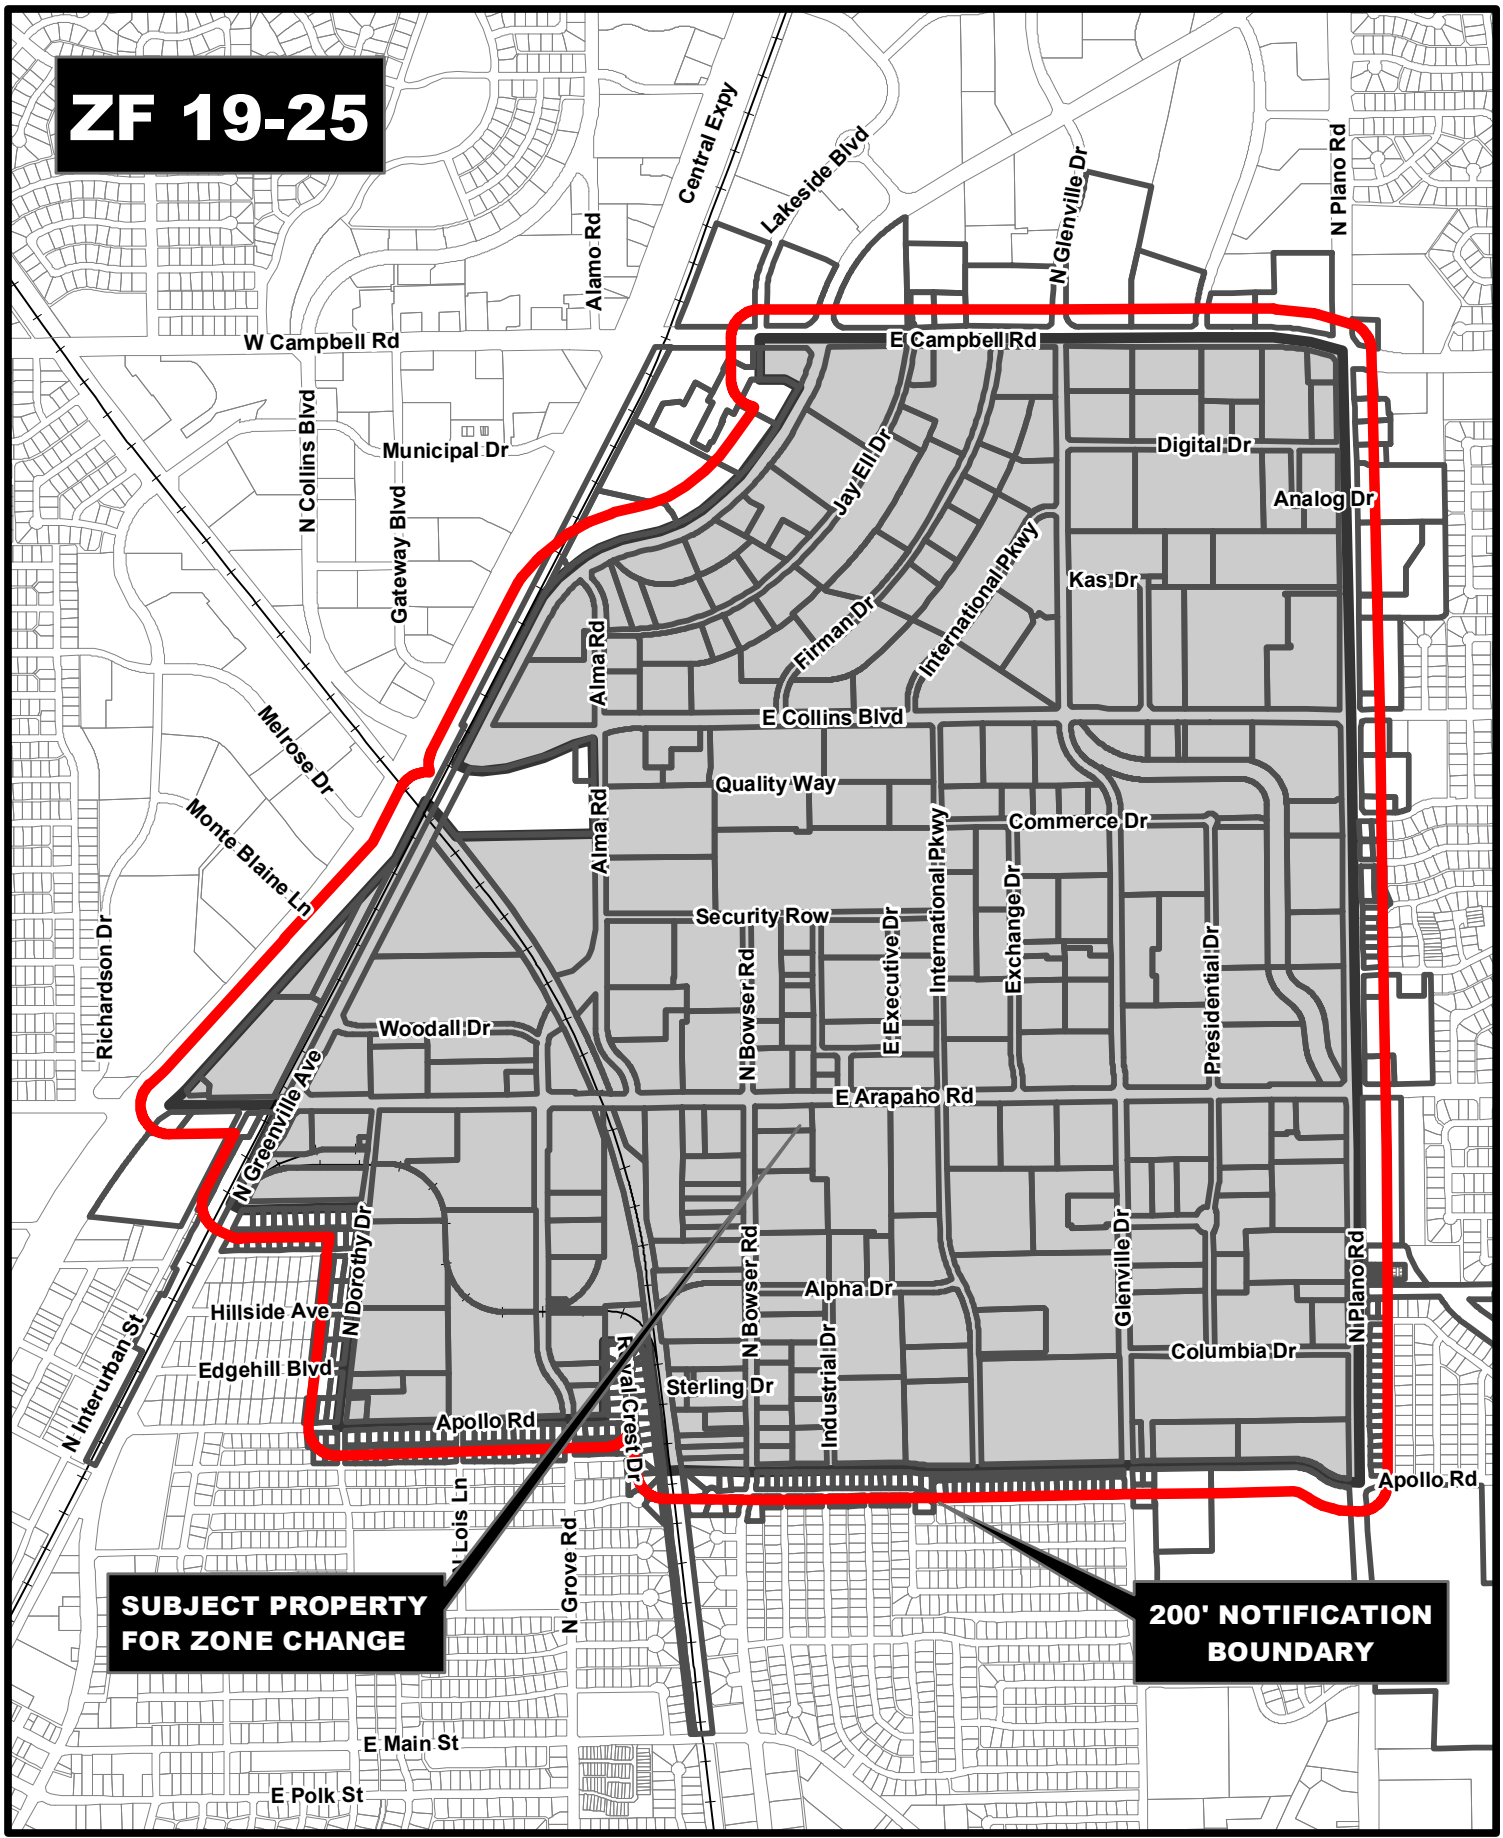 ZF 19-25
Central Expy
Lakeside Blvd
N Glenville Dr
N Plano Rd
Alamo Rd
W Campbell Rd
E Campbell Rd
N Collins Blvd
Municipal Dr
Gateway Blvd
Jay Ell Dr
Digital Dr
Analog Dr
International Pkwy
Kas Dr
Firman Dr
Alma Rd
E Collins Blvd
Melrose Dr
Monte Blaine Ln
Quality Way
Alma Rd
Commerce Dr
International Pkwy
Exchange Dr
Security Row
E Executive Dr
N Bowser Rd
Presidential Dr
Richardson Dr
Woodall Dr
N Greenville Ave
E Arapaho Rd
N Dorothy Dr
N Bowser Rd
Alpha Dr
Glenville Dr
N Plano Rd
Hillside Ave
Edgehill Blvd
N Interurban St
Royal Crest Dr
Sterling Dr
Industrial Dr
Columbia Dr
Apollo Rd
Apollo Rd
N Lois Ln
N Grove Rd
SUBJECT PROPERTY
FOR ZONE CHANGE
200' NOTIFICATION
BOUNDARY
E Main St
E Polk St